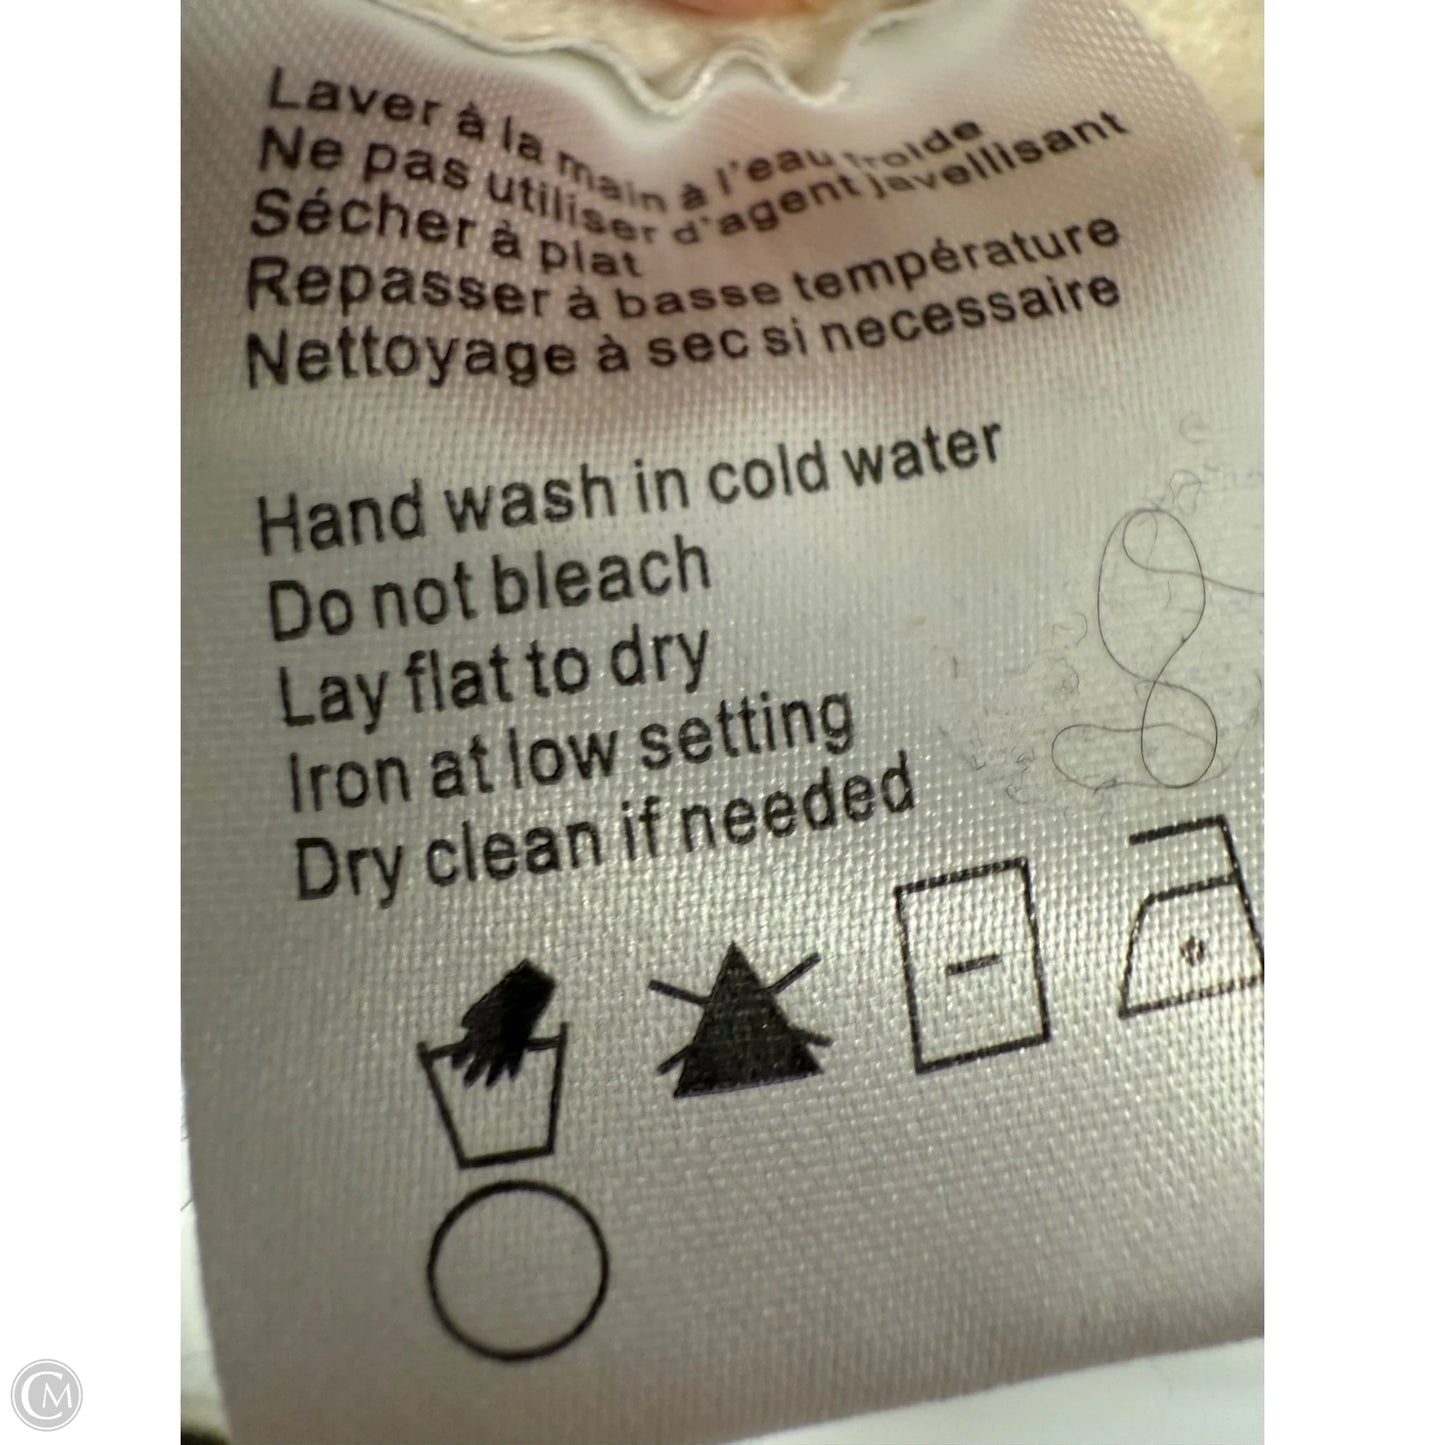 Laver à la main à l'eau froide
Ne pas utiliser d'agent javellisant
Sécher à plat
Repasser à basse température
Nettoyage à sec si necessaire
Hand wash in cold water
Do not bleach
Lay flat to dry
Iron at low setting
Dry clean if needed
CM